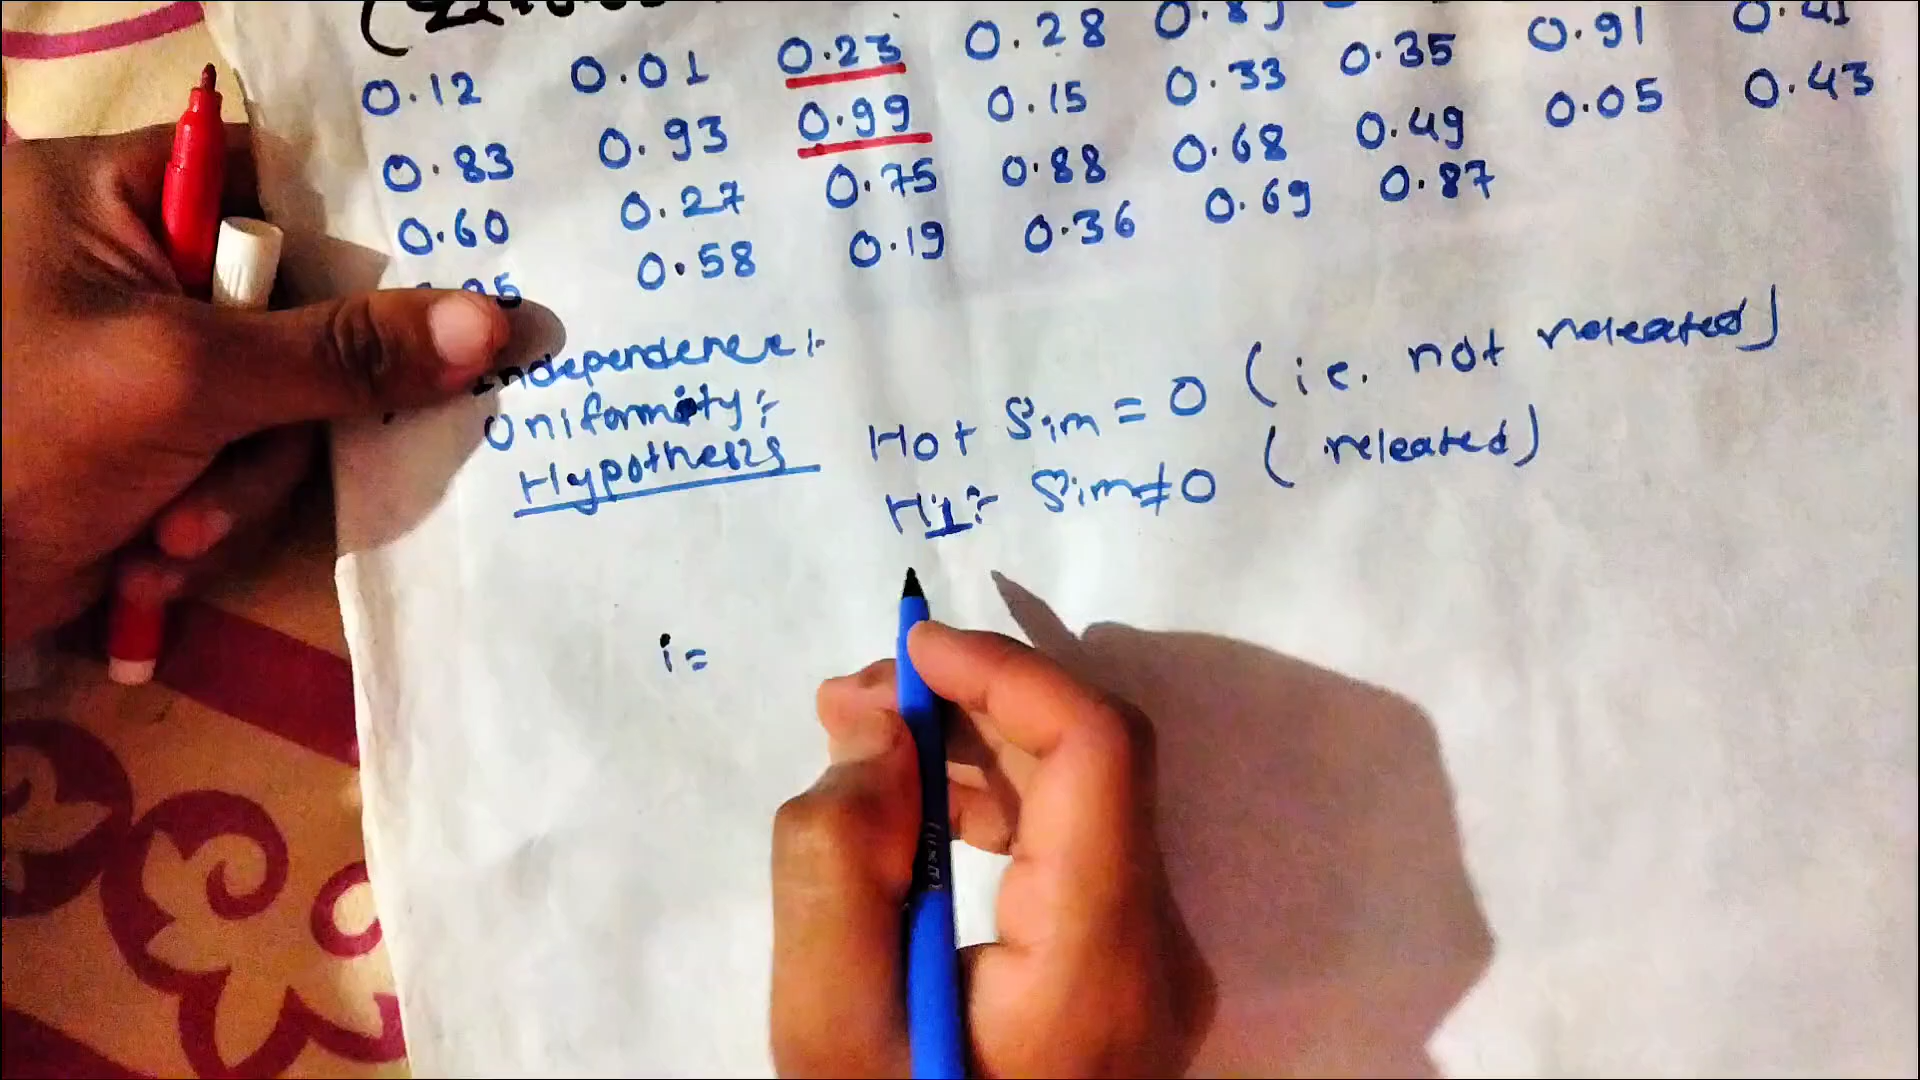 0.12 0.01 0.23 0.28
0.83 0.93 0.99 0.15 0.33 0.35 0.91 0.41
0.60 0.27 0.75 0.88 0.68 0.49 0.05 0.43
0.58 0.19 0.36 0.69 0.87
Independence:-
Uniformity:-
Hypothesis H0+ Sim = 0 (i.e. not releated)
H1:- Sim≠0 (releated)
i=